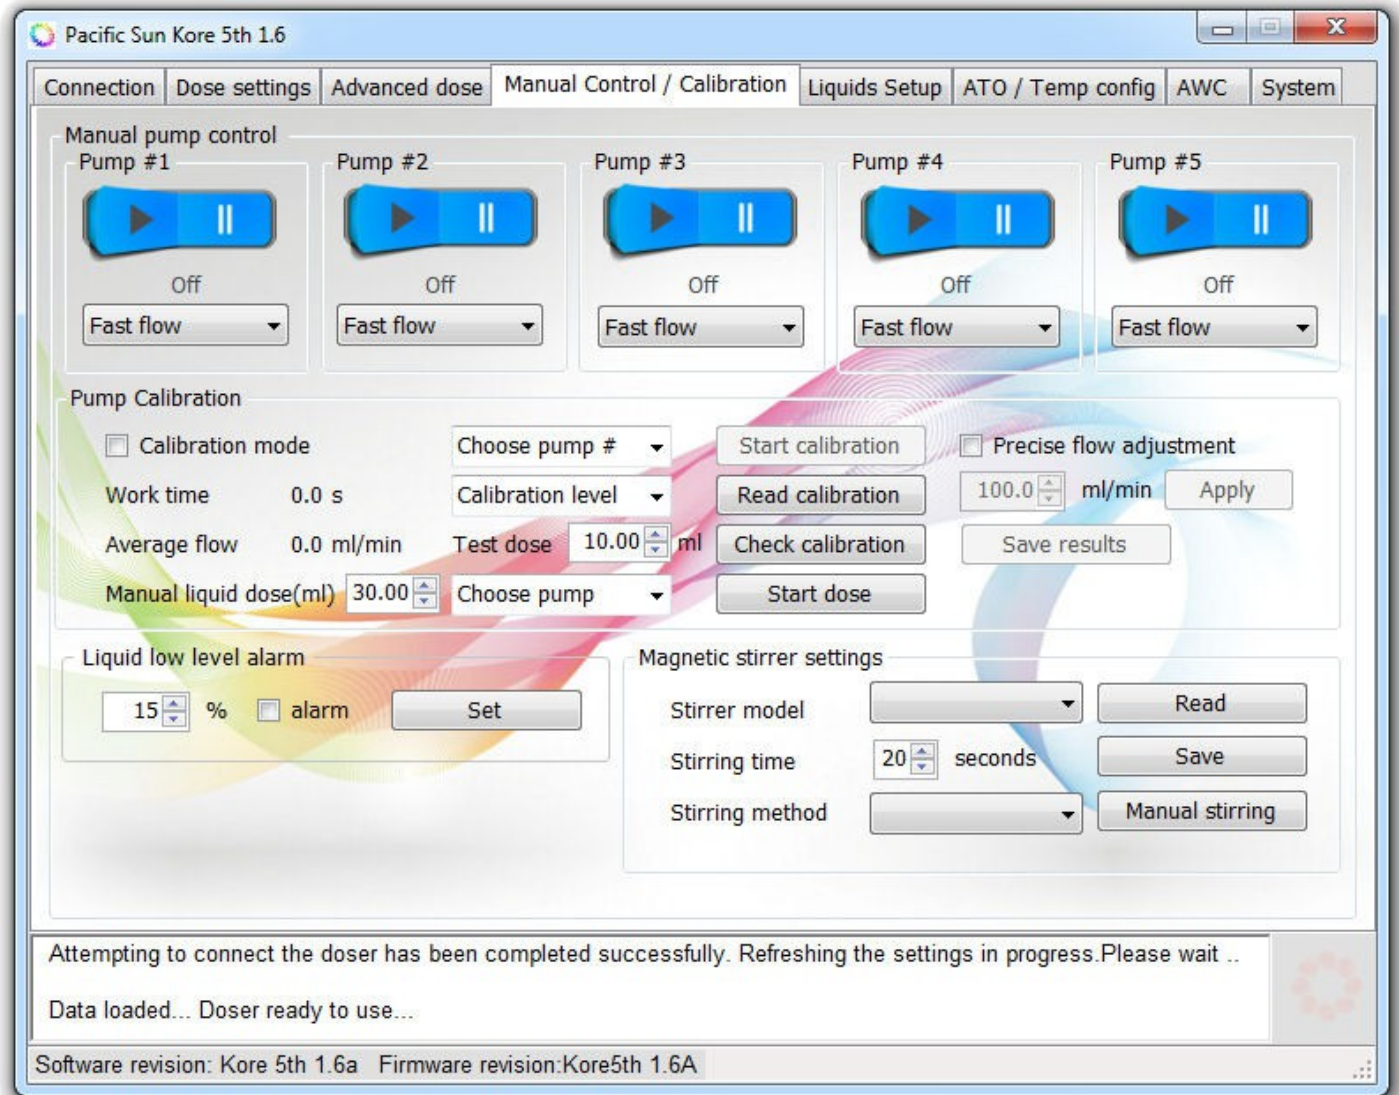 Pacific Sun Kore 5th 1.6
Connection Dose settings Advanced dose Manual Control / Calibration Liquids Setup ATO / Temp config AWC System
Manual pump control
Pump #1 Pump #2 Pump #3 Pump #4 Pump #5
Off Off Off Off Off
Fast flow Fast flow Fast flow Fast flow Fast flow
Pump Calibration
Calibration mode Choose pump # Start calibration Precise flow adjustment
Work time 0.0 s Calibration level Read calibration 100.0 ml/min Apply
Average flow 0.0 ml/min Test dose 10.00 ml Check calibration Save results
Manual liquid dose(ml) 30.00 Choose pump Start dose
Liquid low level alarm
15 % alarm Set
Magnetic stirrer settings
Stirrer model Read
Stirring time 20 seconds Save
Stirring method Manual stirring
Attempting to connect the doser has been completed successfully. Refreshing the settings in progress.Please wait ..
Data loaded... Doser ready to use...
Software revision: Kore 5th 1.6a Firmware revision:Kore5th 1.6A